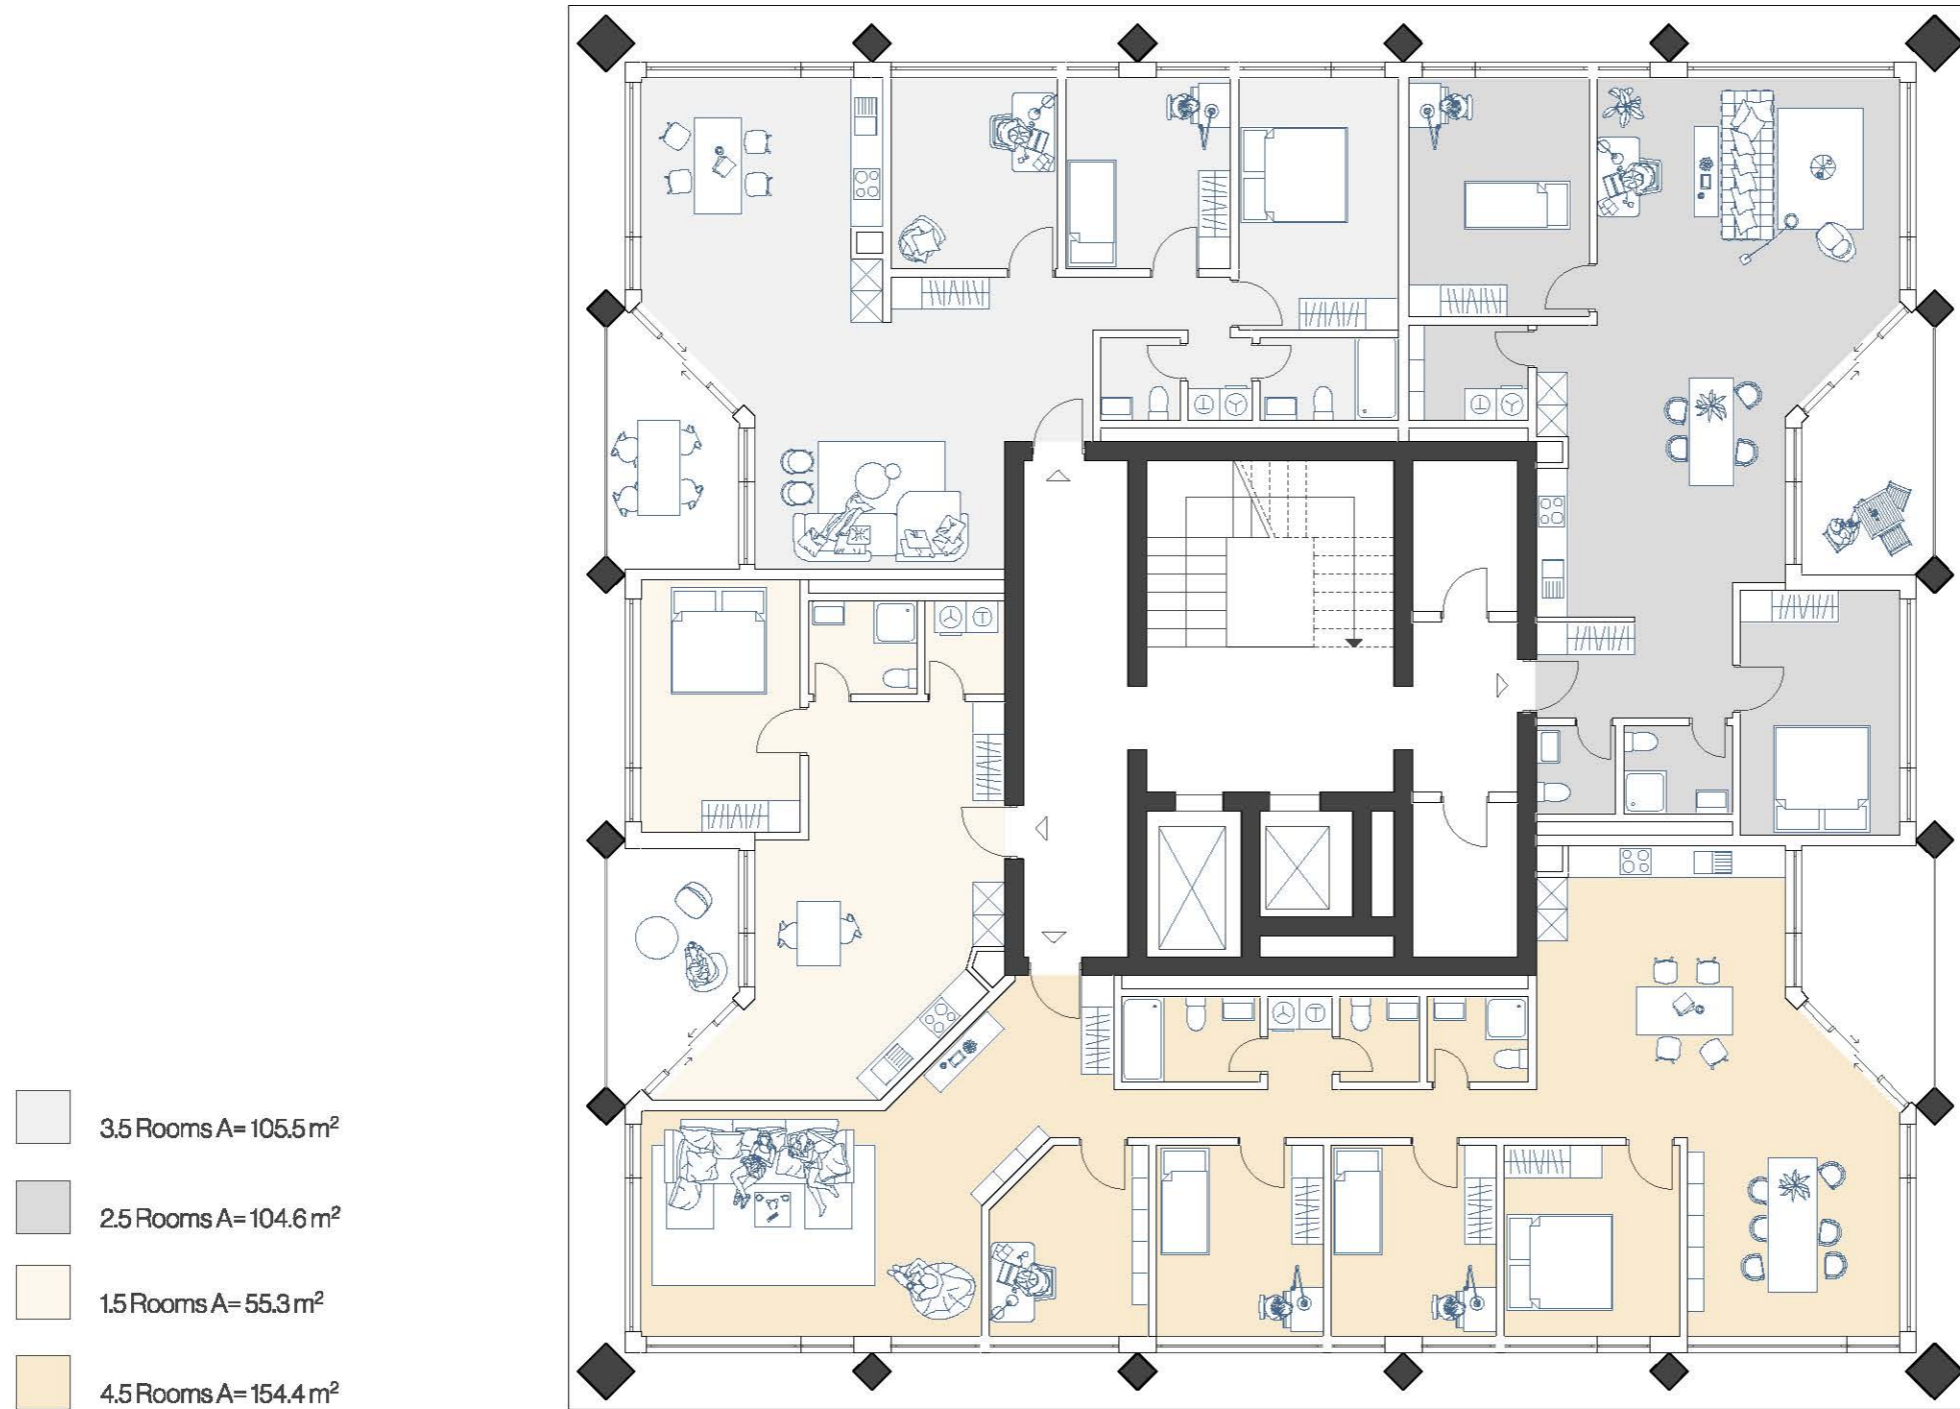 3.5 Rooms A= 105.5 m²
2.5 Rooms A= 104.6 m²
1.5 Rooms A= 55.3 m²
4.5 Rooms A= 154.4 m²